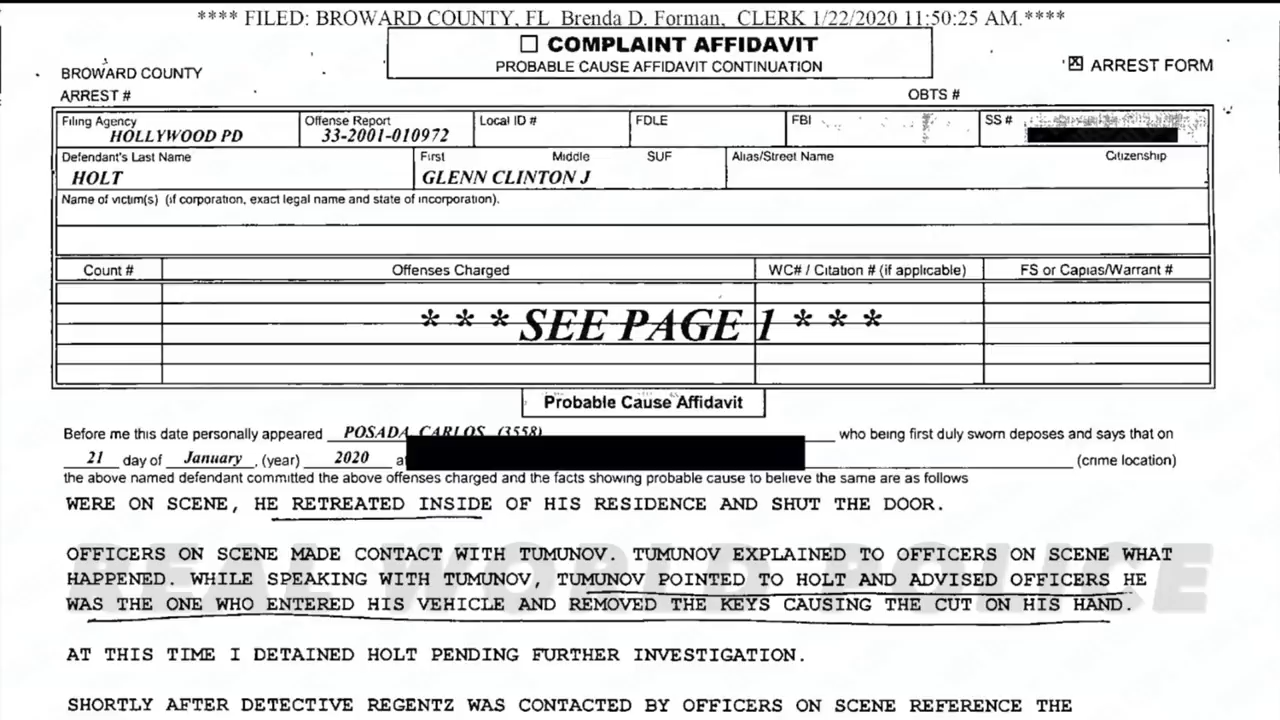 **** FILED: BROWARD COUNTY, FL Brenda D. Forman, CLERK 1/22/2020 11:50:25 AM.****
COMPLAINT AFFIDAVIT
PROBABLE CAUSE AFFIDAVIT CONTINUATION
BROWARD COUNTY
☒ ARREST FORM
ARREST #
OBTS #
Filing Agency Offense Report Local ID # FDLE FBI SS #
HOLLYWOOD PD 33-2001-010972
Defendant's Last Name First Middle SUF Alias/Street Name Citizenship
HOLT GLENN CLINTON J
Name of victim(s) (if corporation, exact legal name and state of incorporation).
Count # Offenses Charged WC# / Citation # (if applicable) FS or Capias/Warrant #
* * * SEE PAGE 1 * * *
Probable Cause Affidavit
Before me this date personally appeared POSADA CARLOS (3558) who being first duly sworn deposes and says that on
21 day of January, (year) 2020 at (crime location)
the above named defendant committed the above offenses charged and the facts showing probable cause to believe the same are as follows
WERE ON SCENE, HE RETREATED INSIDE OF HIS RESIDENCE AND SHUT THE DOOR.
OFFICERS ON SCENE MADE CONTACT WITH TUMUNOV. TUMUNOV EXPLAINED TO OFFICERS ON SCENE WHAT
HAPPENED. WHILE SPEAKING WITH TUMUNOV, TUMUNOV POINTED TO HOLT AND ADVISED OFFICERS HE
REAL WORLD POLICE
WAS THE ONE WHO ENTERED HIS VEHICLE AND REMOVED THE KEYS CAUSING THE CUT ON HIS HAND.
AT THIS TIME I DETAINED HOLT PENDING FURTHER INVESTIGATION.
SHORTLY AFTER DETECTIVE REGENTZ WAS CONTACTED BY OFFICERS ON SCENE REFERENCE THE